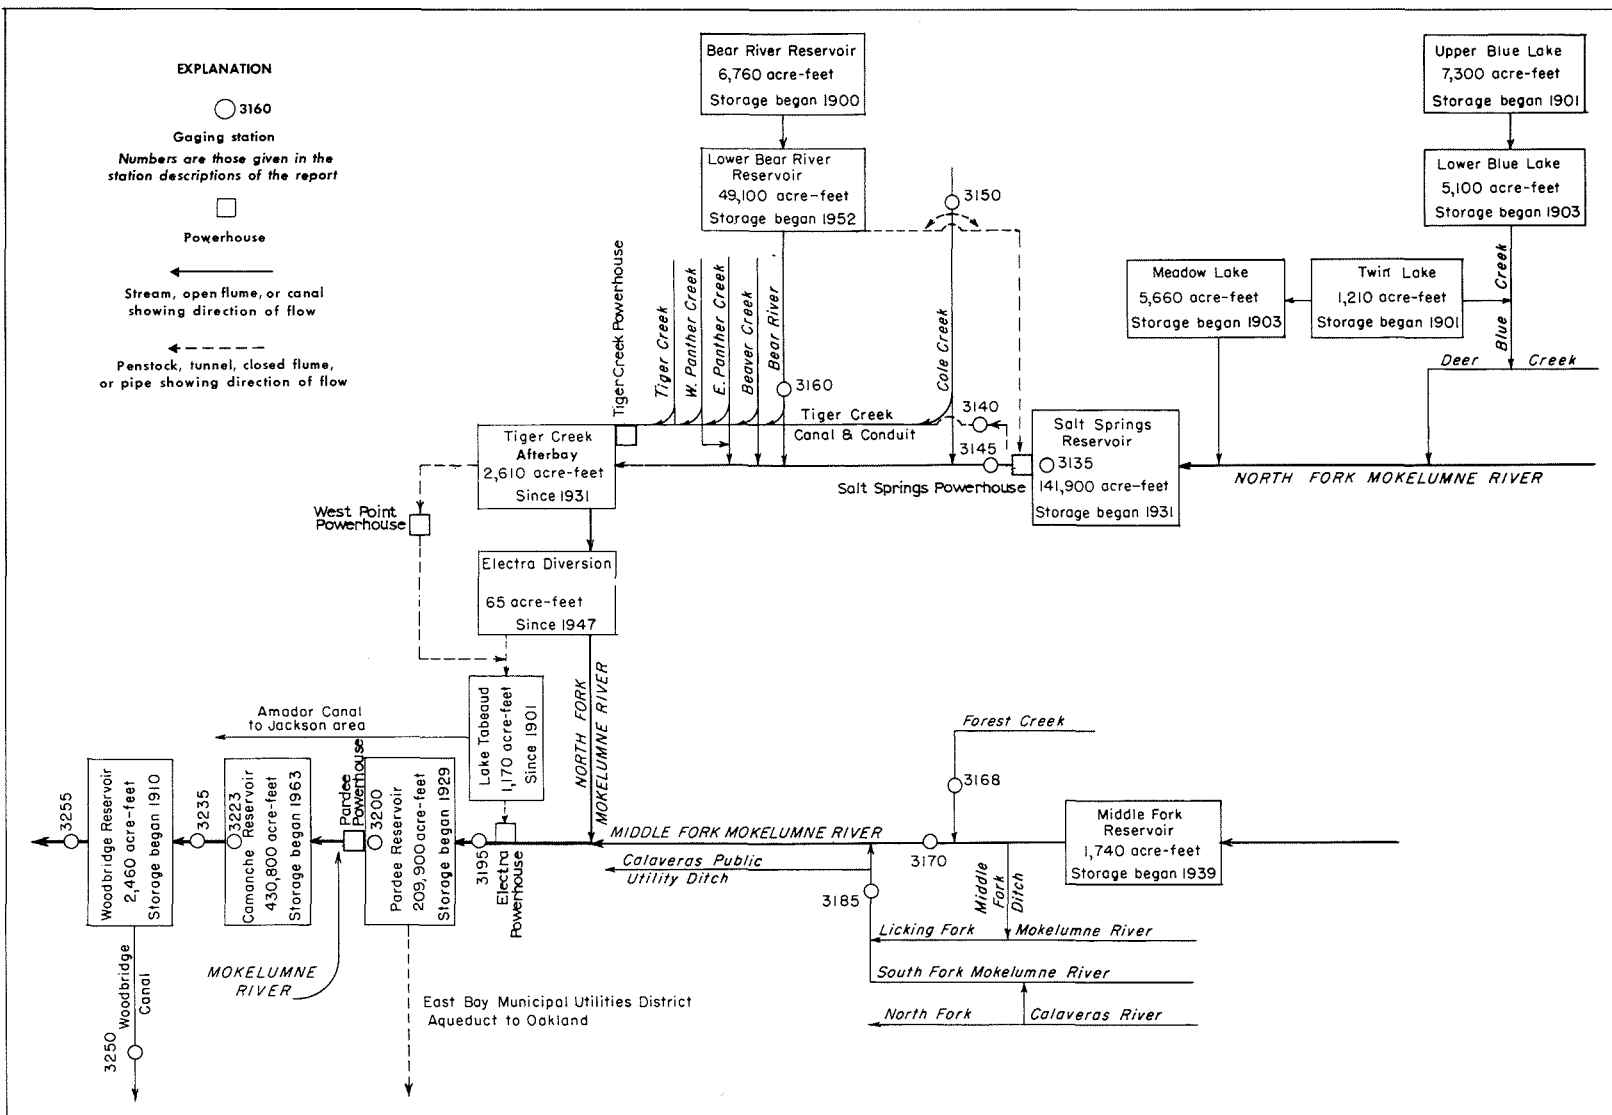 EXPLANATION
3160
Gaging station
Numbers are those given in the
station descriptions of the report
Powerhouse
Stream, open flume, or canal
showing direction of flow
Penstock, tunnel, closed flume,
or pipe showing direction of flow
Bear River Reservoir
6,760 acre-feet
Storage began 1900
Lower Bear River
Reservoir
49,100 acre-feet
Storage began 1952
3150
Upper Blue Lake
7,300 acre-feet
Storage began 1901
Lower Blue Lake
5,100 acre-feet
Storage began 1903
Blue Creek
Meadow Lake
5,660 acre-feet
Storage began 1903
Twin Lake
1,210 acre-feet
Storage began 1901
Deer Creek
Tiger Creek Powerhouse
Tiger Creek
W. Panther Creek
E. Panther Creek
Beaver Creek
Bear River
Cole Creek
3160
Tiger Creek
Canal & Conduit
3140
3145
Salt Springs Powerhouse
Salt Springs
Reservoir
3135
141,900 acre-feet
Storage began 1931
NORTH FORK MOKELUMNE RIVER
Tiger Creek
Afterbay
2,610 acre-feet
Since 1931
West Point
Powerhouse
Electra Diversion
65 acre-feet
Since 1947
NORTH FORK
MOKELUMNE RIVER
Lake Tabeaud
1,170 acre-feet
Since 1901
Amador Canal
to Jackson area
Forest Creek
3168
Middle Fork
Reservoir
1,740 acre-feet
Storage began 1939
3255
Woodbridge Reservoir
2,460 acre-feet
Storage began 1910
3235
3223
Camanche Reservoir
430,800 acre-feet
Storage began 1963
Pardee
Powerhouse
3200
Pardee Reservoir
209,900 acre-feet
Storage began 1929
3195
Electra
Powerhouse
MIDDLE FORK MOKELUMNE RIVER
3170
Calaveras Public
Utility Ditch
Middle
Fork
Ditch
3185
Licking Fork Mokelumne River
South Fork Mokelumne River
North Fork Calaveras River
MOKELUMNE
RIVER
East Bay Municipal Utilities District
Aqueduct to Oakland
Woodbridge
Canal
3250